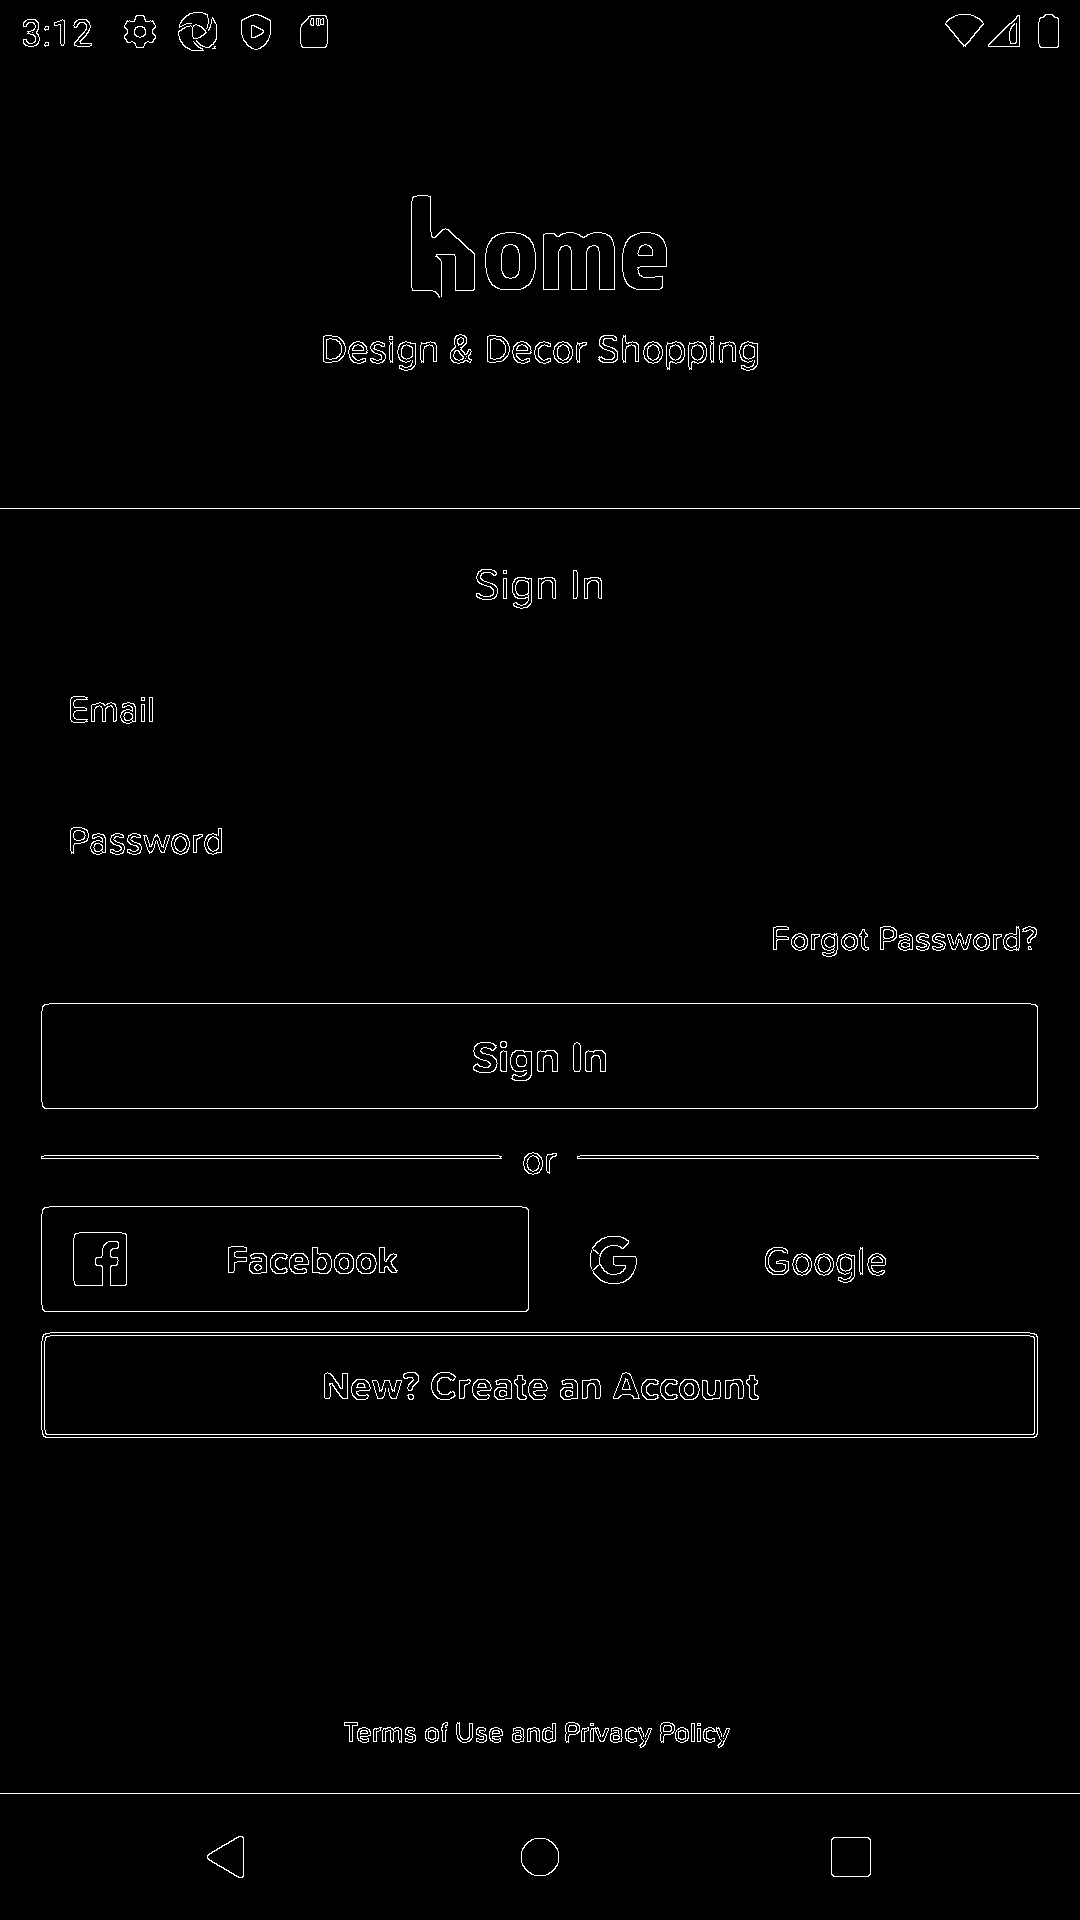 3:12
home
Design & Decor Shopping
Sign In
Email
Password
Forgot Password?
Sign In
or
Facebook
Google
New? Create an Account
Terms of Use and Privacy Policy